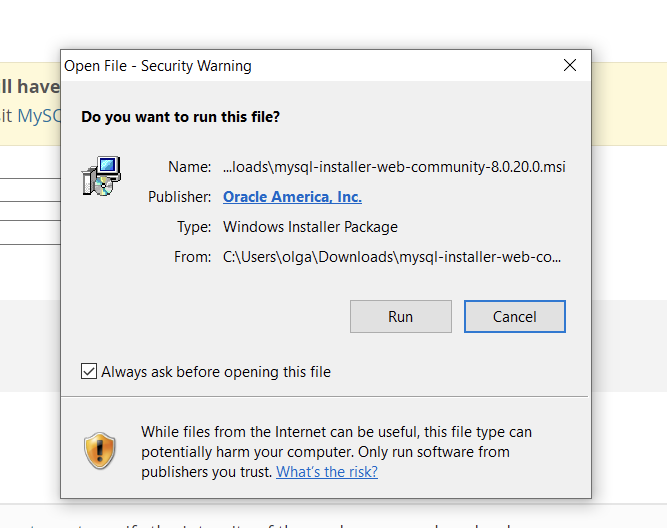 ll have
it MySQ
Open File - Security Warning
Do you want to run this file?
Name: ...loads\mysql-installer-web-community-8.0.20.0.msi
Publisher: Oracle America, Inc.
Type: Windows Installer Package
From: C:\Users\olga\Downloads\mysql-installer-web-co...
Run Cancel
Always ask before opening this file
While files from the Internet can be useful, this file type can
potentially harm your computer. Only run software from
publishers you trust. What's the risk?